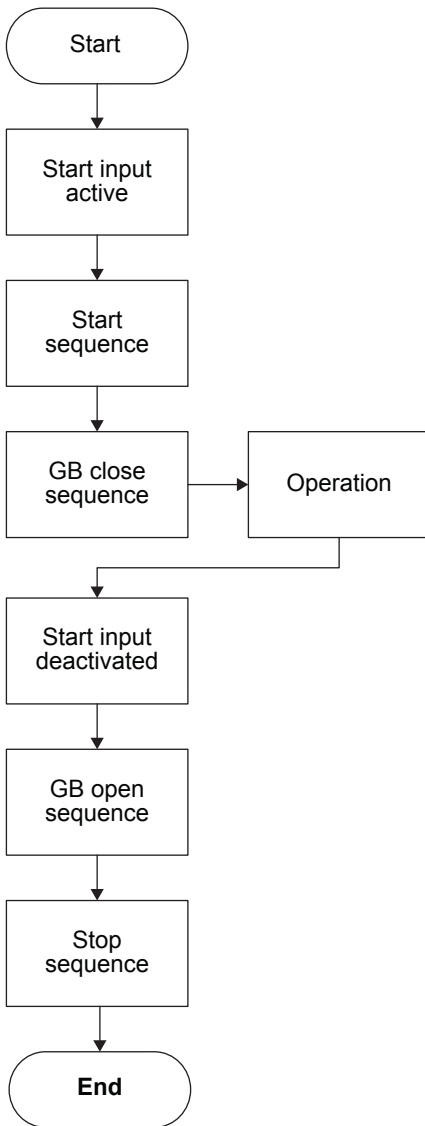 Start
Start input
active
Start
sequence
GB close
sequence
Operation
Start input
deactivated
GB open
sequence
Stop
sequence
End